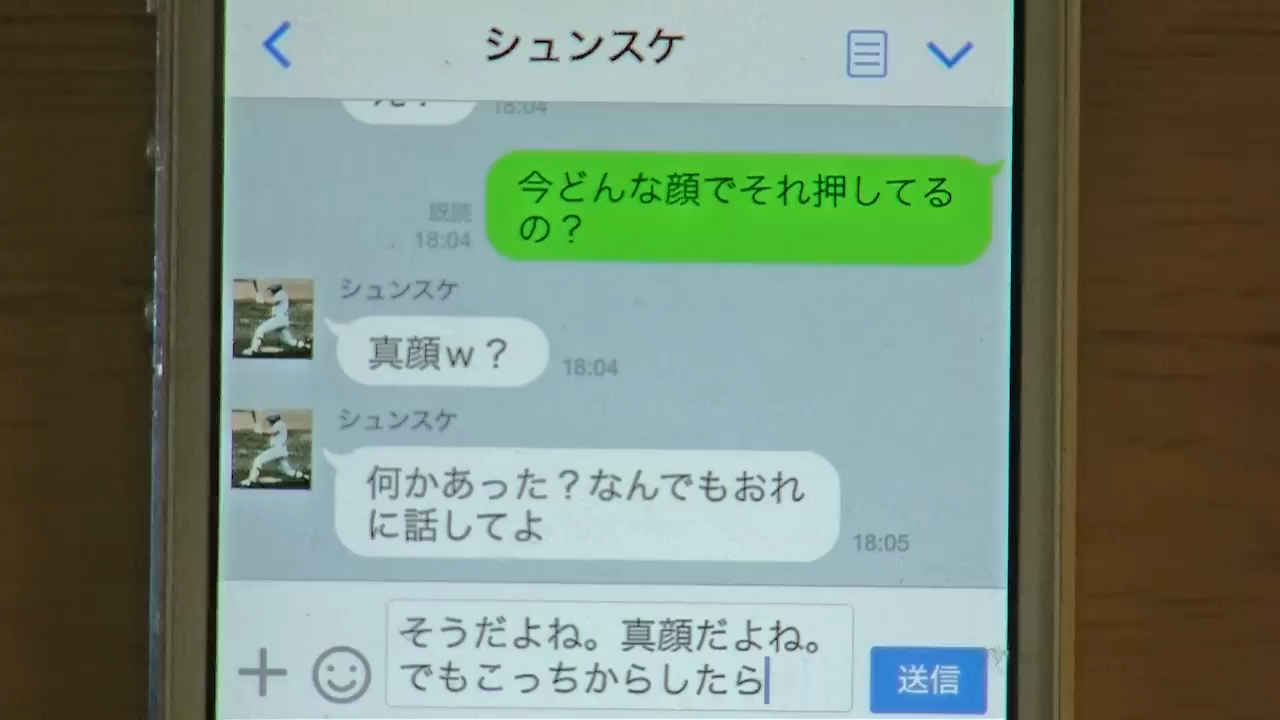 シュンスケ
18:04
今どんな顔でそれ押してる
の？
既読
18:04
シュンスケ
真顔ｗ？
18:04
シュンスケ
何かあった？なんでもおれ
に話してよ
18:05
そうだよね。真顔だよね。
でもこっちからしたら
送信